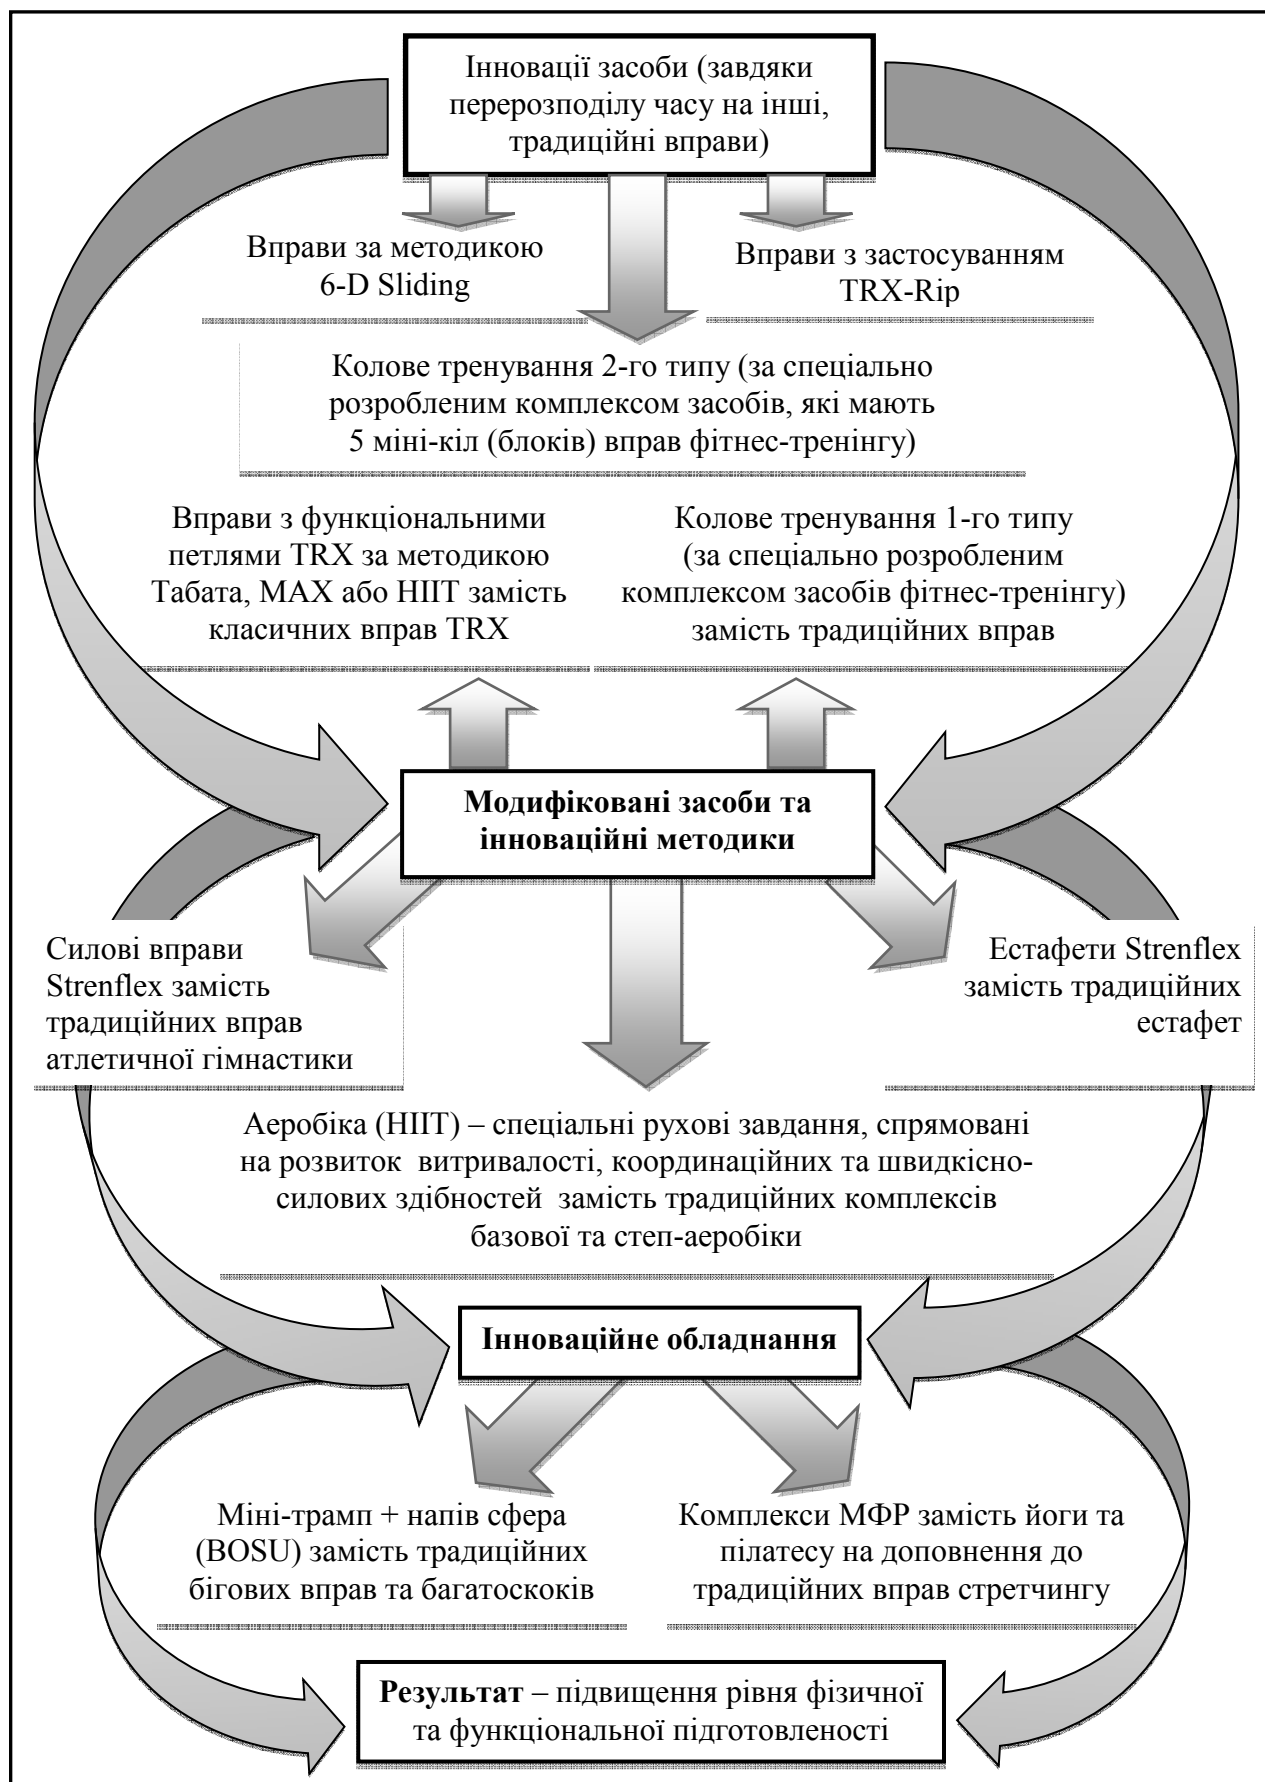 Інновації засоби (завдяки
перерозподілу часу на інші,
традиційні вправи)
Вправи за методикою
6-D Sliding
Вправи з застосуванням
TRX-Rip
Колове тренування 2-го типу (за спеціально
розробленим комплексом засобів, які мають
5 міні-кіл (блоків) вправ фітнес-тренінгу)
Вправи з функціональними
петлями TRX за методикою
Табата, МАХ або HIIT замість
класичних вправ TRX
Колове тренування 1-го типу
(за спеціально розробленим
комплексом засобів фітнес-тренінгу)
замість традиційних вправ
Модифіковані засоби та
інноваційні методики
Силові вправи
Strenflex замість
традиційних вправ
атлетичної гімнастики
Естафети Strenflex
замість традиційних
естафет
Аеробіка (HIIT) – спеціальні рухові завдання, спрямовані
на розвиток витривалості, координаційних та швидкісно-
силових здібностей замість традиційних комплексів
базової та степ-аеробіки
Інноваційне обладнання
Міні-трамп + напів сфера
(BOSU) замість традиційних
бігових вправ та багатоскоків
Комплекси МФР замість йоги та
пілатесу на доповнення до
традиційних вправ стретчингу
Результат – підвищення рівня фізичної
та функціональної підготовленості